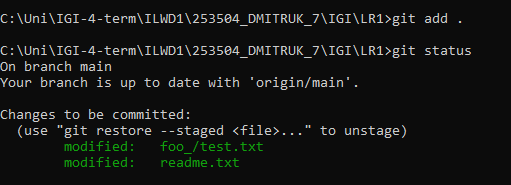 C:\Uni\IGI-4-term\ILWD1\253504_DMITRUK_7\IGI\LR1>git add .
C:\Uni\IGI-4-term\ILWD1\253504_DMITRUK_7\IGI\LR1>git status
On branch main
Your branch is up to date with 'origin/main'.
Changes to be committed:
(use "git restore --staged <file>..." to unstage)
modified: foo_/test.txt
modified: readme.txt